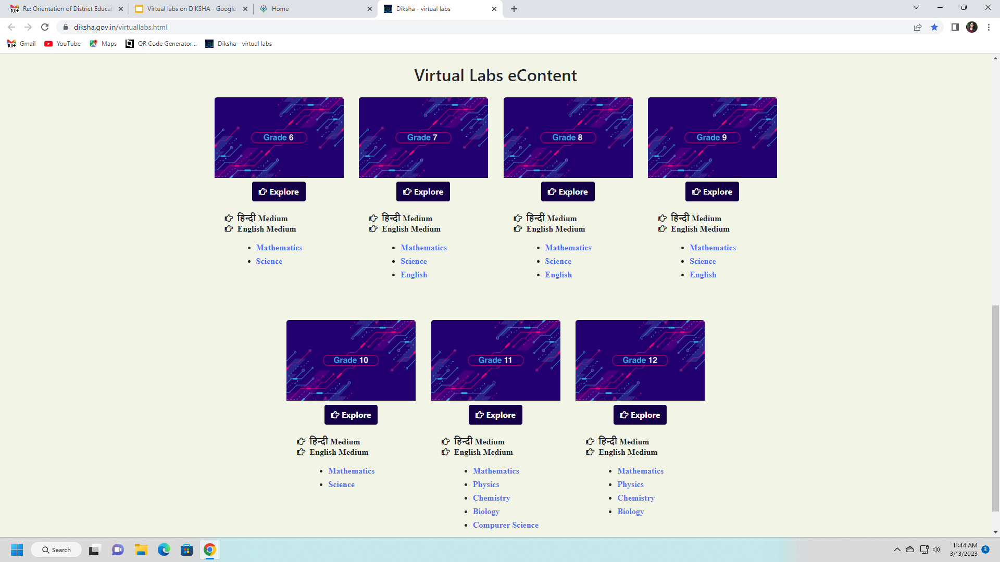 Re: Orientation of District Educati
Virtual labs on DIKSHA - Google
Home
Diksha - virtual labs
diksha.gov.in/virtuallabs.html
Gmail
YouTube
Maps
QR Code Generator...
Diksha - virtual labs
Virtual Labs eContent
Grade 6
Grade 7
Grade 8
Grade 9
Explore
Explore
Explore
Explore
हिन्दी Medium
English Medium
Mathematics
Science
हिन्दी Medium
English Medium
Mathematics
Science
English
हिन्दी Medium
English Medium
Mathematics
Science
English
हिन्दी Medium
English Medium
Mathematics
Science
English
Grade 10
Grade 11
Grade 12
Explore
Explore
Explore
हिन्दी Medium
English Medium
Mathematics
Science
हिन्दी Medium
English Medium
Mathematics
Physics
Chemistry
Biology
Compurer Science
हिन्दी Medium
English Medium
Mathematics
Physics
Chemistry
Biology
Search
11:44 AM
3/13/2023
3